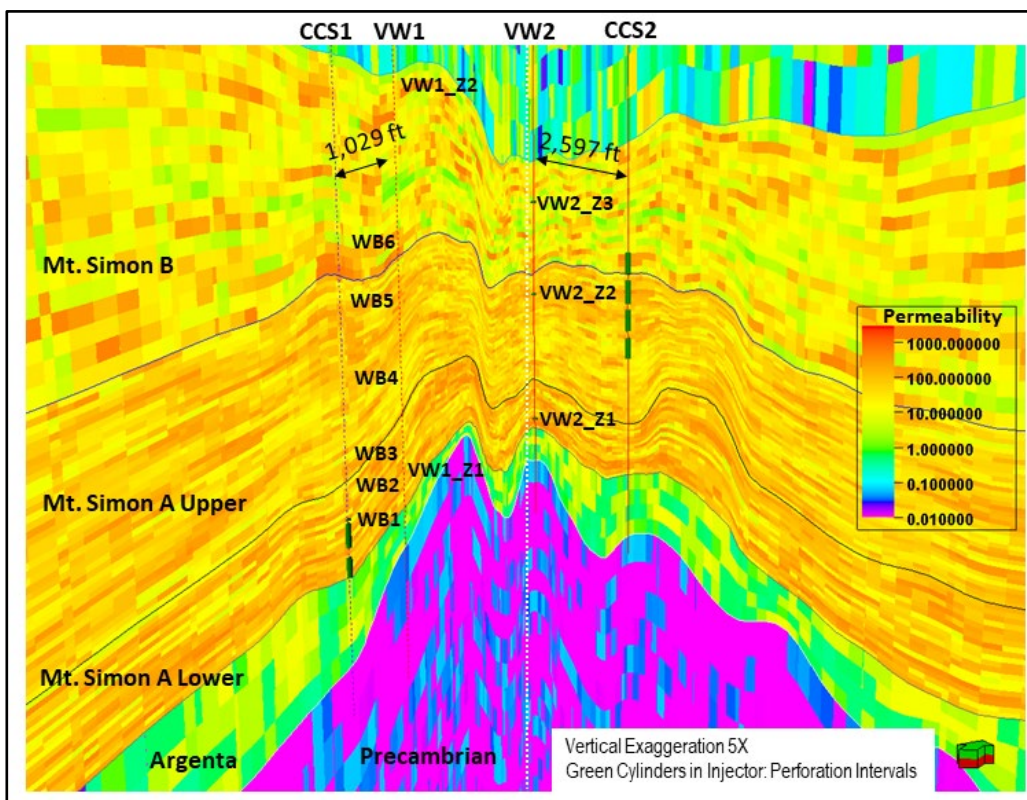 CCS1 VW1 VW2 CCS2
VW1_Z2
1,029 ft
2,597 ft
VW2_Z3
WB6
Mt. Simon B
WB5
VW2_Z2
Permeability
1000.000000
100.000000
10.000000
1.000000
0.100000
0.010000
WB4
VW2_Z1
WB3
VW1_Z1
WB2
Mt. Simon A Upper
WB1
Mt. Simon A Lower
Argenta
Precambrian
Vertical Exaggeration 5X
Green Cylinders in Injector: Perforation Intervals